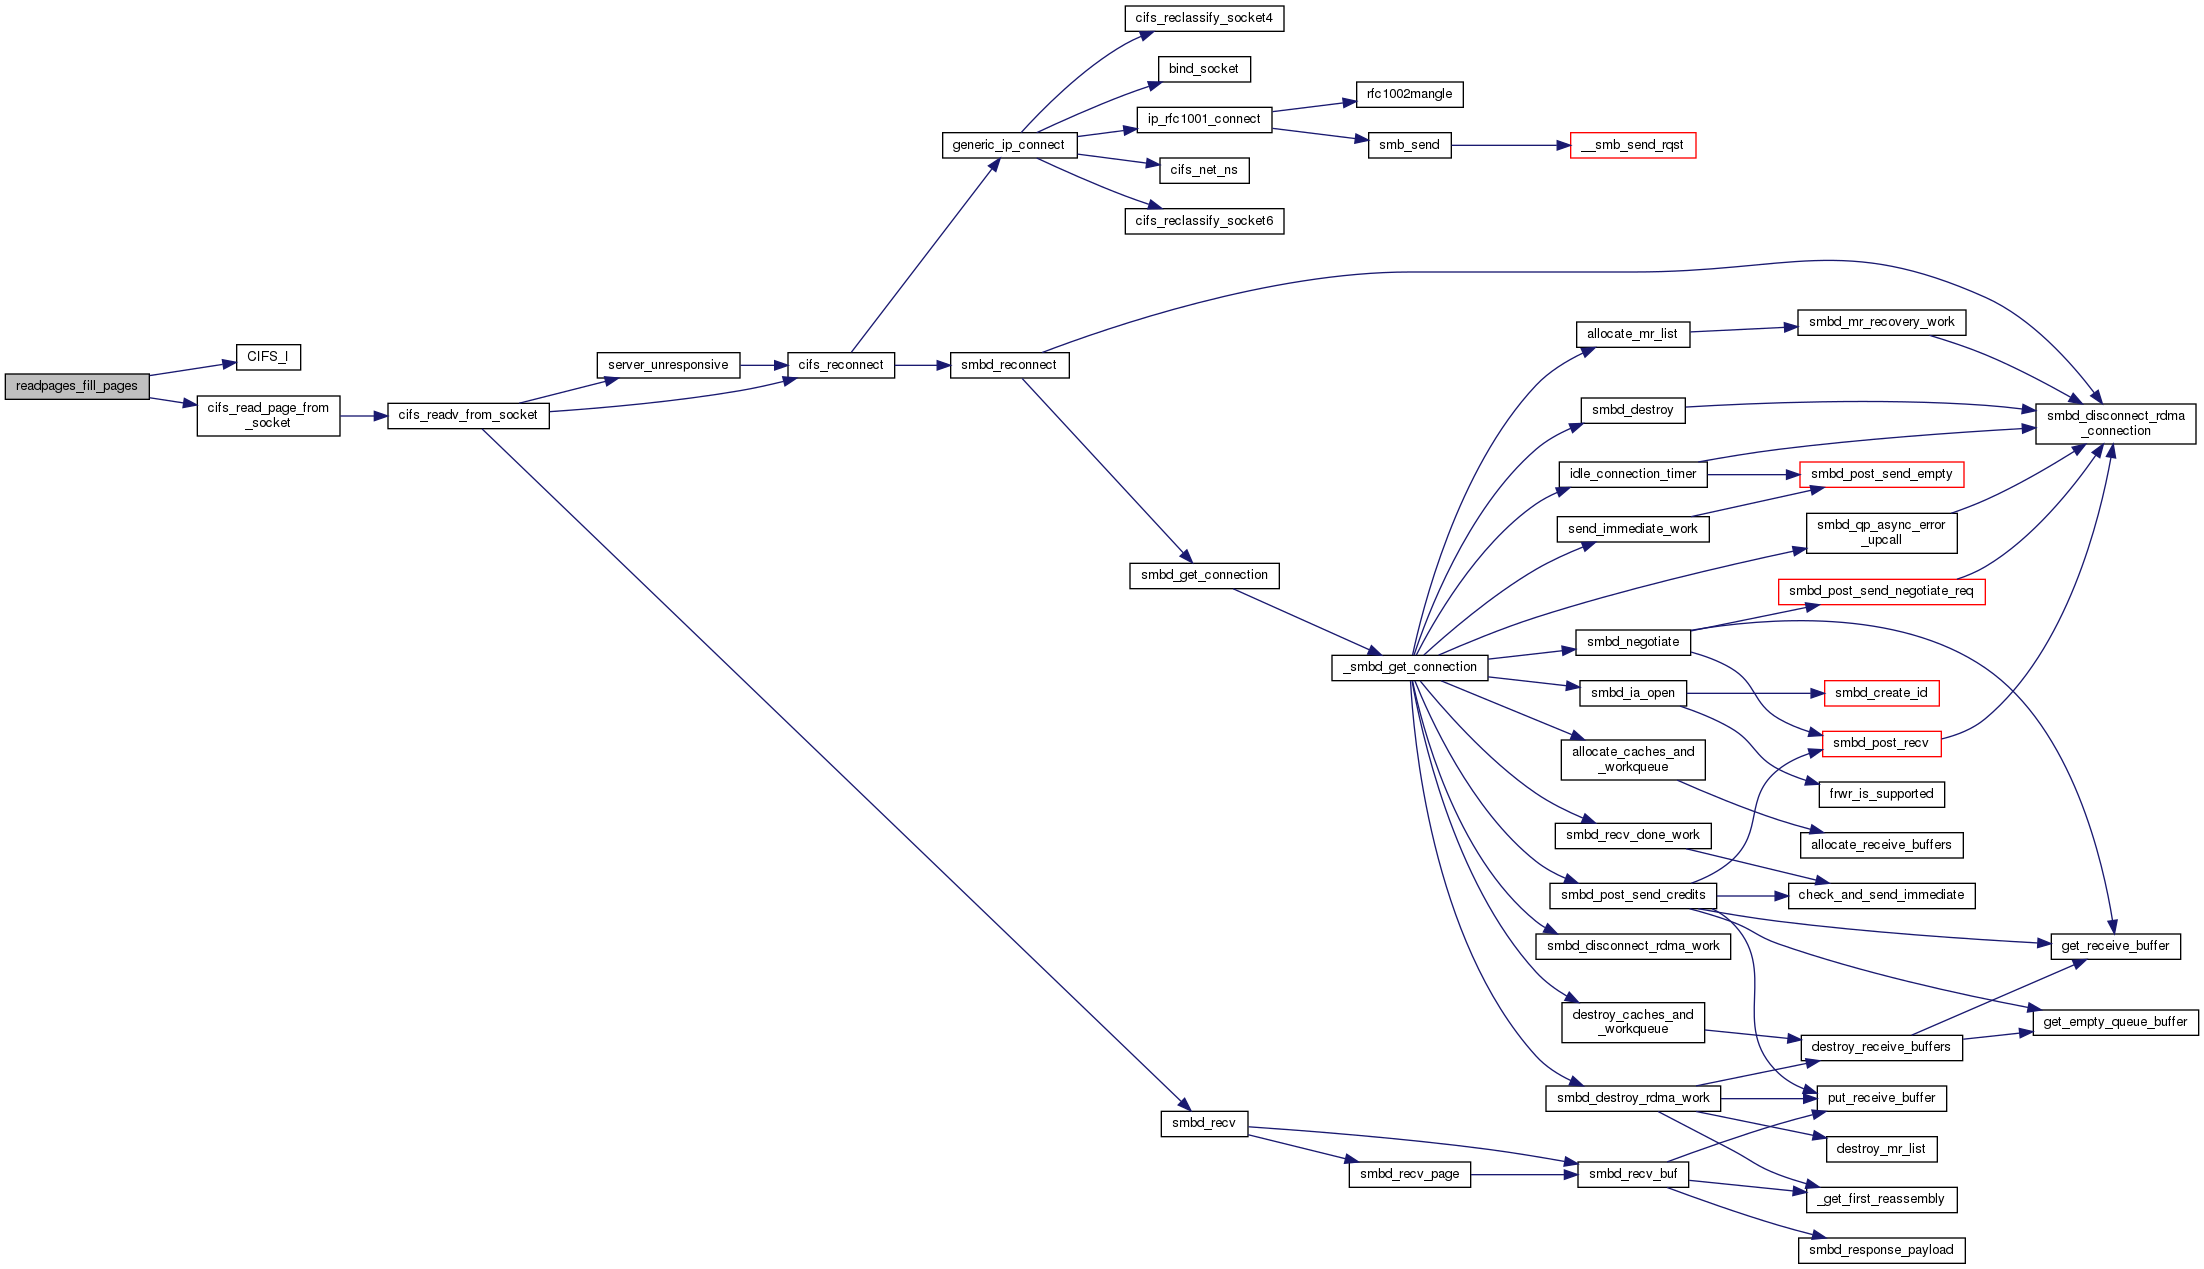 cifs_reclassify_socket4
bind_socket
rfc1002mangle
ip_rfc1001_connect
generic_ip_connect
smb_send
__smb_send_rqst
cifs_net_ns
cifs_reclassify_socket6
smbd_mr_recovery_work
allocate_mr_list
CIFS_I
server_unresponsive
cifs_reconnect
smbd_reconnect
readpages_fill_pages
cifs_read_page_from
_socket
cifs_readv_from_socket
smbd_destroy
smbd_disconnect_rdma
_connection
idle_connection_timer
smbd_post_send_empty
send_immediate_work
smbd_qp_async_error
_upcall
smbd_get_connection
smbd_post_send_negotiate_req
smbd_negotiate
_smbd_get_connection
smbd_ia_open
smbd_create_id
smbd_post_recv
allocate_caches_and
_workqueue
frwr_is_supported
smbd_recv_done_work
allocate_receive_buffers
smbd_post_send_credits
check_and_send_immediate
smbd_disconnect_rdma_work
get_receive_buffer
destroy_caches_and
_workqueue
get_empty_queue_buffer
destroy_receive_buffers
smbd_destroy_rdma_work
put_receive_buffer
smbd_recv
destroy_mr_list
smbd_recv_page
smbd_recv_buf
_get_first_reassembly
smbd_response_payload